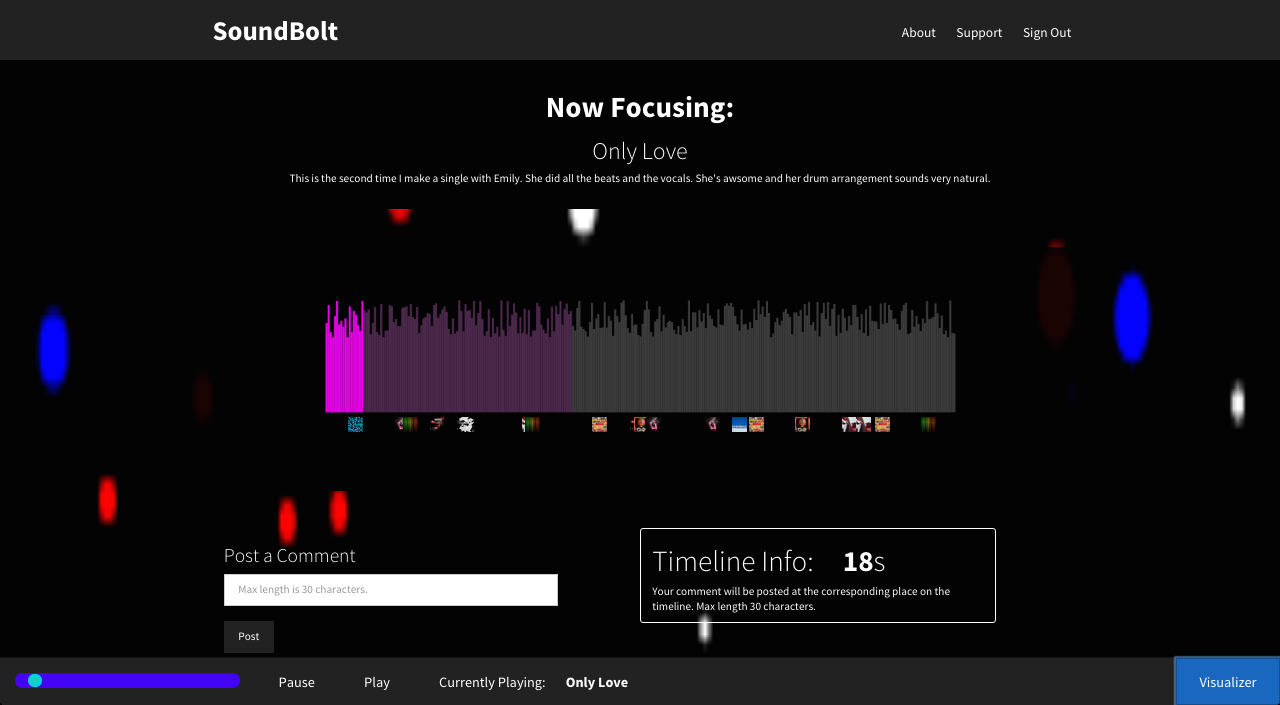 SoundBolt
About Support Sign Out
Now Focusing:
Only Love
This is the second time I make a single with Emily. She did all the beats and the vocals. She's awsome and her drum arrangement sounds very natural.
Post a Comment
Max length is 30 characters.
Post
Timeline Info: 18s
Your comment will be posted at the corresponding place on the
timeline. Max length 30 characters.
Pause Play Currently Playing: Only Love Visualizer